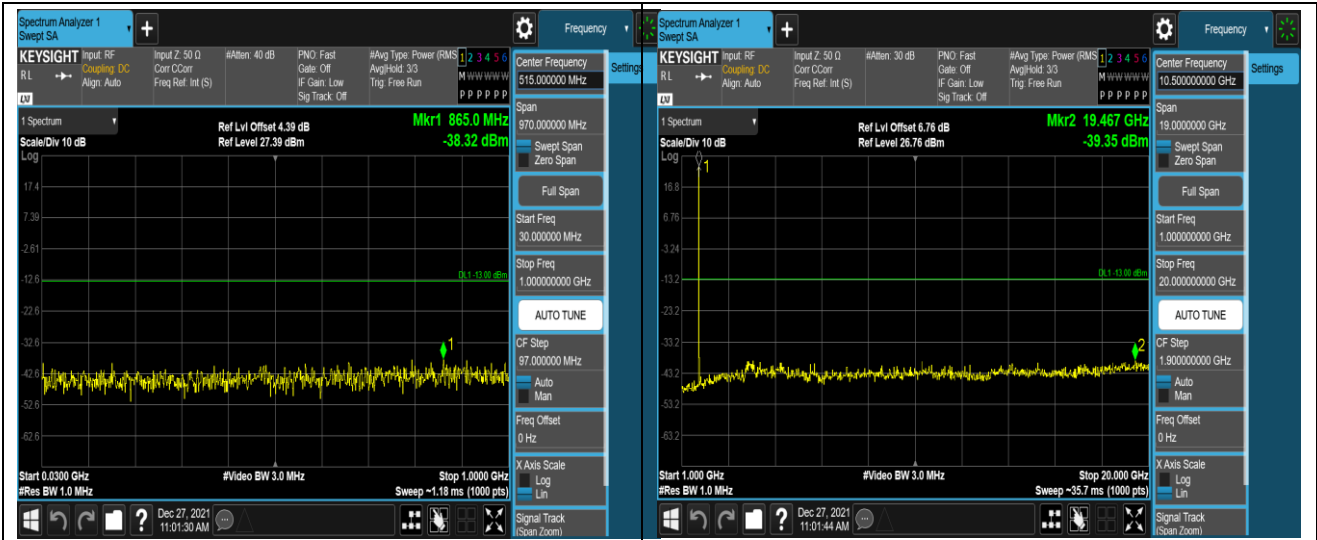 Spectrum Analyzer 1
Swept SA
+
Frequency
KEYSIGHT
RL
LXI
Input: RF
Coupling: DC
Align: Auto
Input Z: 50 Ω
Corr CCorr
Freq Ref: Int (S)
#Atten: 40 dB
PNO: Fast
Gate: Off
IF Gain: Low
Sig Track: Off
#Avg Type: Power (RMS
Avg|Hold: 3/3
Trig: Free Run
1 2 3 4 5 6
M W W W W W
P P P P P P
Center Frequency
515.000000 MHz
Settings
Span
970.000000 MHz
Swept Span
Zero Span
Full Span
Start Freq
30.000000 MHz
Stop Freq
1.000000000 GHz
AUTO TUNE
CF Step
97.000000 MHz
Auto
Man
Freq Offset
0 Hz
X Axis Scale
Log
Lin
Signal Track
(Span Zoom)
1 Spectrum
Scale/Div 10 dB
Log
Ref Lvl Offset 4.39 dB
Ref Level 27.39 dBm
Mkr1 865.0 MHz
-38.32 dBm
17.4
7.39
-2.61
DL1 -13.00 dBm
-12.6
-22.6
-32.6
1
-42.6
-52.6
-62.6
Start 0.0300 GHz
#Res BW 1.0 MHz
#Video BW 3.0 MHz
Stop 1.0000 GHz
Sweep ~1.18 ms (1000 pts)
?
Dec 27, 2021
11:01:30 AM
Spectrum Analyzer 1
Swept SA
+
Frequency
KEYSIGHT
RL
LXI
Input: RF
Coupling: DC
Align: Auto
Input Z: 50 Ω
Corr CCorr
Freq Ref: Int (S)
#Atten: 30 dB
PNO: Fast
Gate: Off
IF Gain: Low
Sig Track: Off
#Avg Type: Power (RMS
Avg|Hold: 3/3
Trig: Free Run
1 2 3 4 5 6
M W W W W W
P P P P P P
Center Frequency
10.500000000 GHz
Settings
Span
19.0000000 GHz
Swept Span
Zero Span
Full Span
Start Freq
1.000000000 GHz
Stop Freq
20.000000000 GHz
AUTO TUNE
CF Step
1.900000000 GHz
Auto
Man
Freq Offset
0 Hz
X Axis Scale
Log
Lin
Signal Track
(Span Zoom)
1 Spectrum
Scale/Div 10 dB
Log
Ref Lvl Offset 6.76 dB
Ref Level 26.76 dBm
Mkr2 19.467 GHz
-39.35 dBm
1
16.8
6.76
-3.24
DL1 -13.00 dBm
-13.2
-23.2
-33.2
2
-43.2
-53.2
-63.2
Start 1.000 GHz
#Res BW 1.0 MHz
#Video BW 3.0 MHz
Stop 20.000 GHz
Sweep ~35.7 ms (1000 pts)
?
Dec 27, 2021
11:01:44 AM